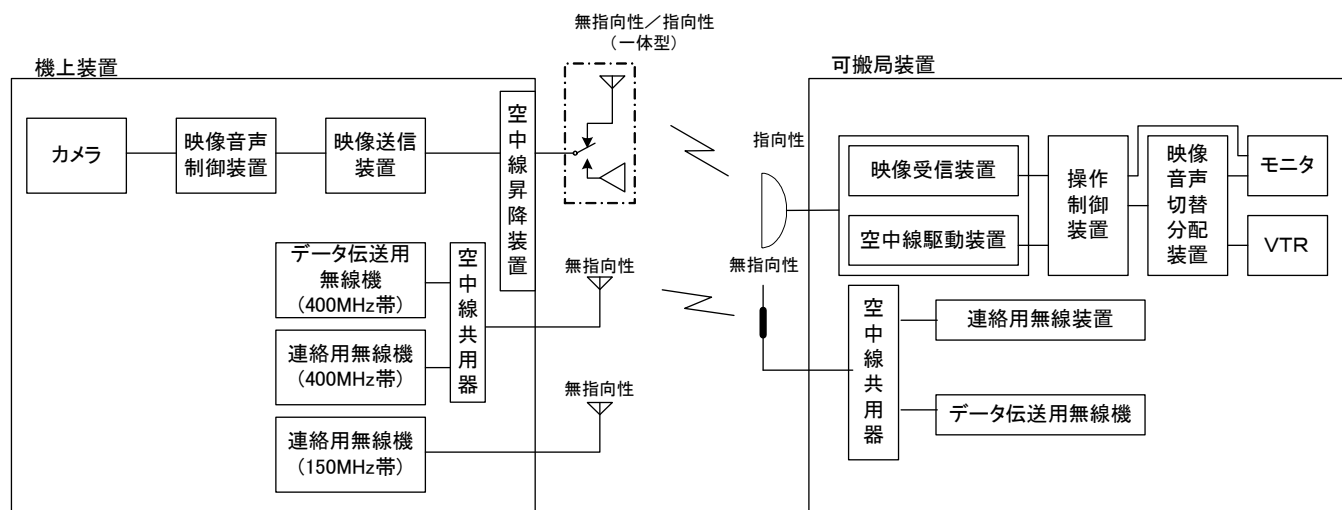 無指向性／指向性
（一体型）
機上装置
カメラ
映像音声
制御装置
映像送信
装置
空中線昇降装置
データ伝送用
無線機
(400MHz帯)
連絡用無線機
(400MHz帯)
空中線共用器
連絡用無線機
(150MHz帯)
無指向性
無指向性
指向性
無指向性
可搬局装置
映像受信装置
空中線駆動装置
操作
制御
装置
映像
音声
切替
分配
装置
モニタ
VTR
空中線共用器
連絡用無線装置
データ伝送用無線機